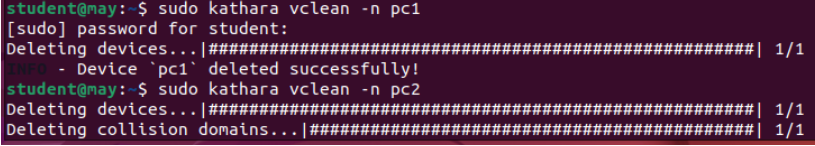 student@may:~$ sudo kathara vclean -n pc1
[sudo] password for student:
Deleting devices...|##################################################| 1/1
INFO - Device `pc1` deleted successfully!
student@may:~$ sudo kathara vclean -n pc2
Deleting devices...|##################################################| 1/1
Deleting collision domains...|########################################| 1/1